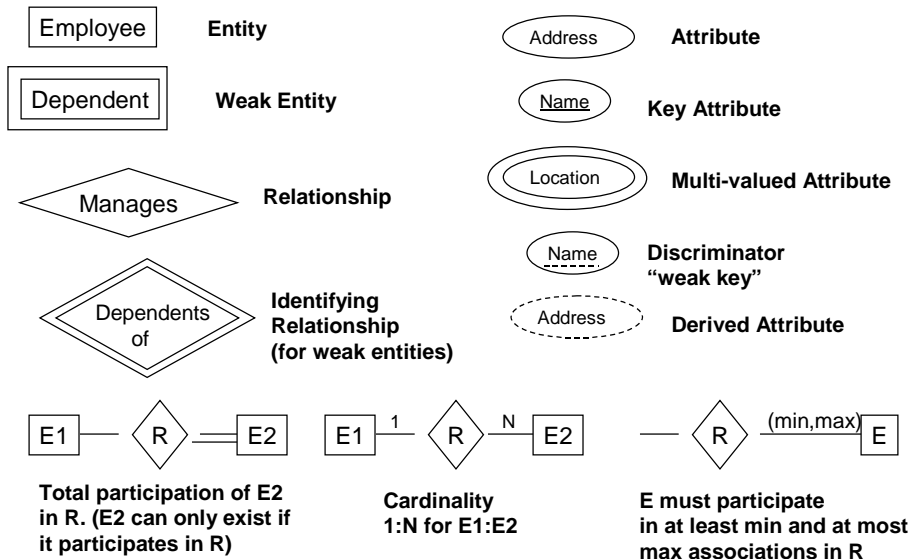 Employee
Entity
Dependent
Weak Entity
Manages
Relationship
Dependents
of
Identifying
Relationship
(for weak entities)
Address
Attribute
Name
Key Attribute
Location
Multi-valued Attribute
Name
Discriminator
“weak key”
Address
Derived Attribute
E1 R E2
Total participation of E2
in R. (E2 can only exist if
it participates in R)
E1 1 R N E2
Cardinality
1:N for E1:E2
R (min,max) E
E must participate
in at least min and at most
max associations in R